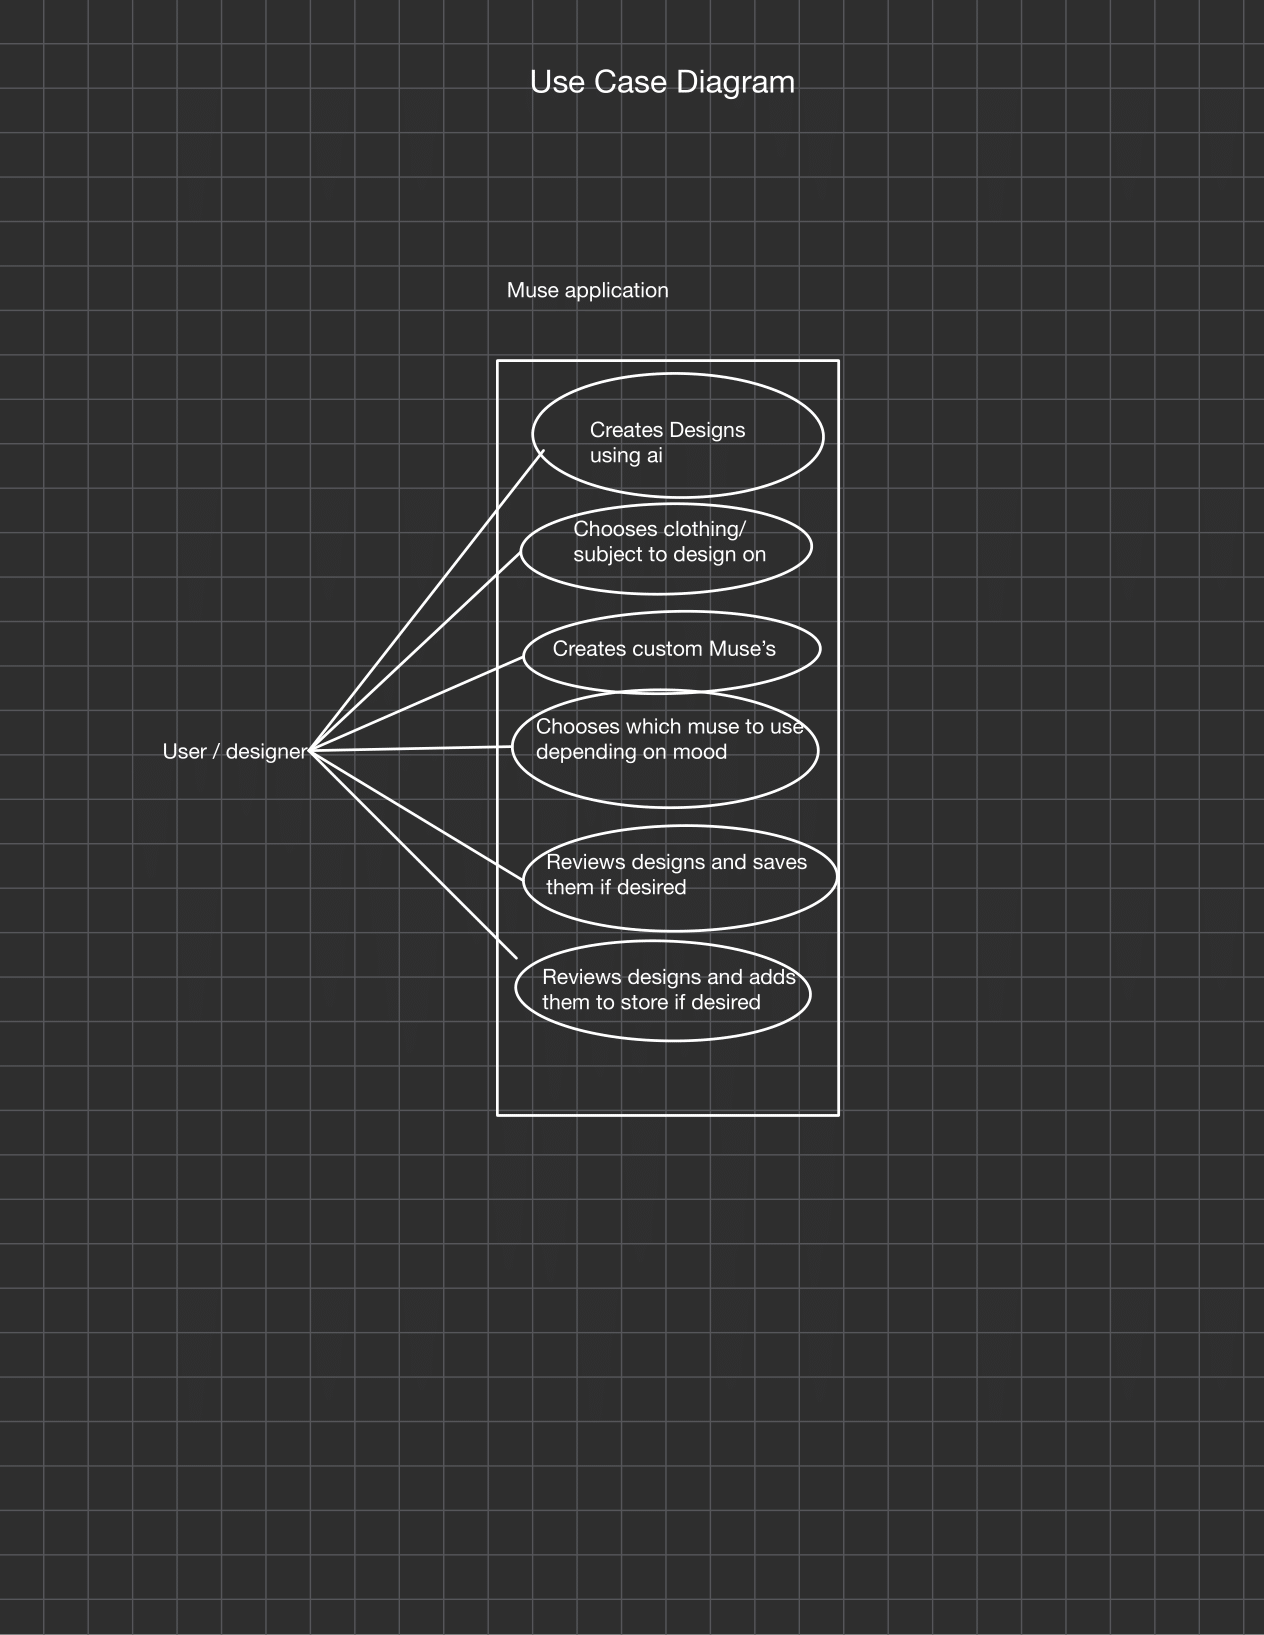 Use Case Diagram
Muse application
Creates Designs
using ai
Chooses clothing/
subject to design on
Creates custom Muse’s
Chooses which muse to use
depending on mood
User / designer
Reviews designs and saves
them if desired
Reviews designs and adds
them to store if desired